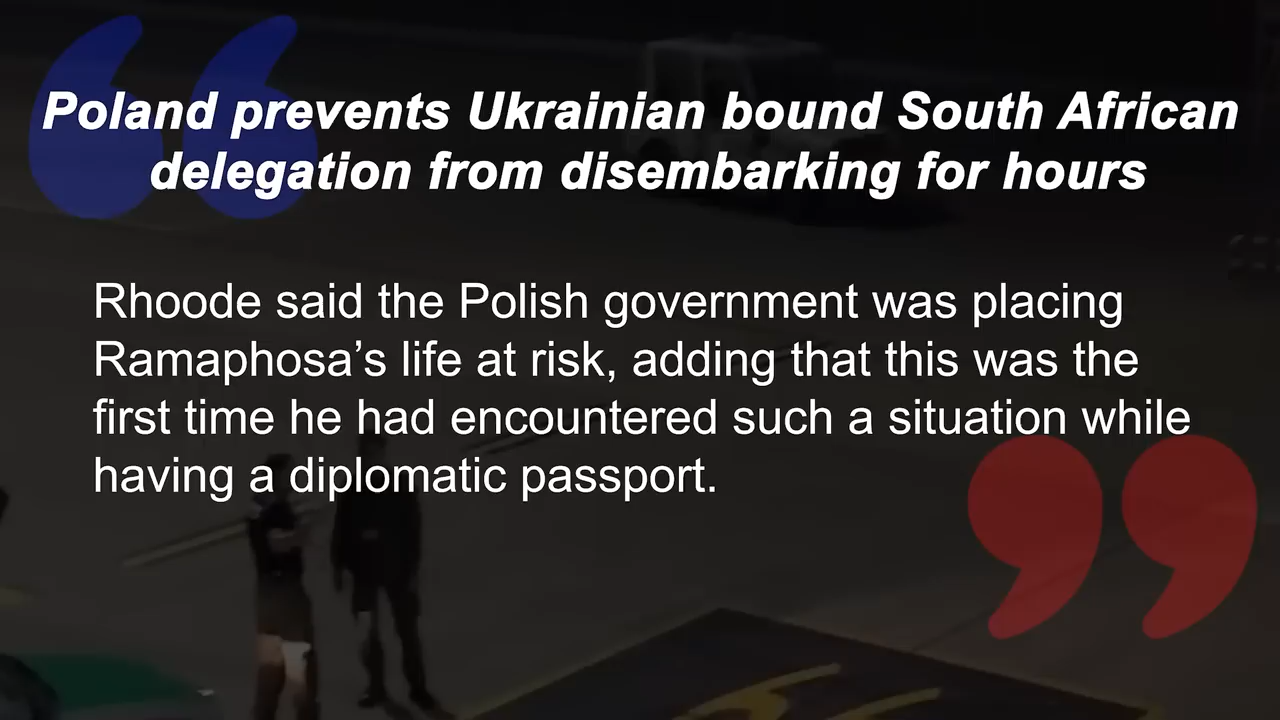 Poland prevents Ukrainian bound South African
delegation from disembarking for hours
Rhoode said the Polish government was placing
Ramaphosa’s life at risk, adding that this was the
first time he had encountered such a situation while
having a diplomatic passport.